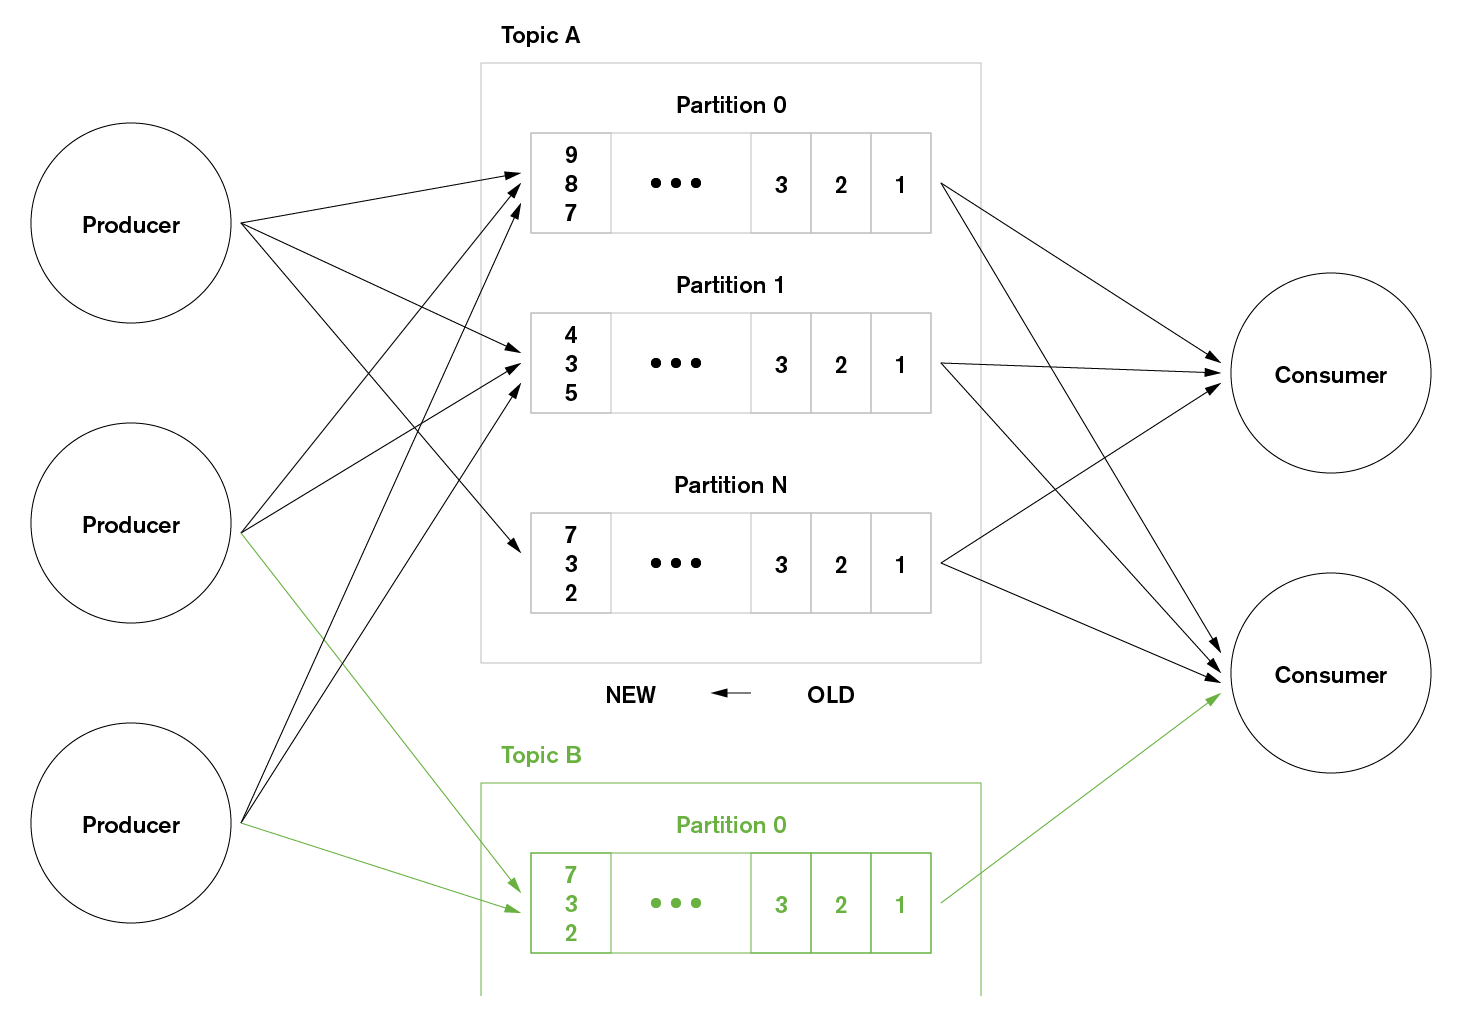 Topic A
Partition 0
9
8
7
••• 3 2 1
Producer
Partition 1
4
3
5
••• 3 2 1
Consumer
Producer
Partition N
7
3
2
••• 3 2 1
Consumer
NEW OLD
Topic B
Producer
Partition 0
7
3
2
••• 3 2 1